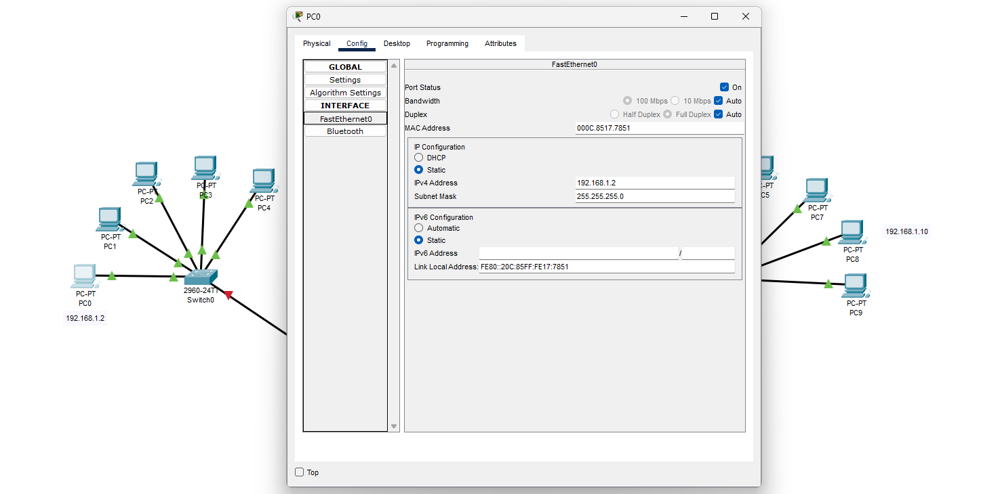 PC0
Physical Config Desktop Programming Attributes
GLOBAL
Settings
Algorithm Settings
INTERFACE
FastEthernet0
Bluetooth
FastEthernet0
Port Status On
Bandwidth 100 Mbps 10 Mbps Auto
Duplex Half Duplex Full Duplex Auto
MAC Address 000C.8517.7851
IP Configuration
DHCP
Static
IPv4 Address 192.168.1.2
Subnet Mask 255.255.255.0
IPv6 Configuration
Automatic
Static
IPv6 Address /
Link Local Address: FE80::20C:85FF:FE17:7851
Top
PC-PT
PC2
PC-PT
PC3
PC-PT
PC4
PC-PT
PC1
PC-PT
PC0
192.168.1.2
2960-24TT
Switch0
-PT
C5
PC-PT
PC7
PC-PT
PC8
192.168.1.10
PC-PT
PC9